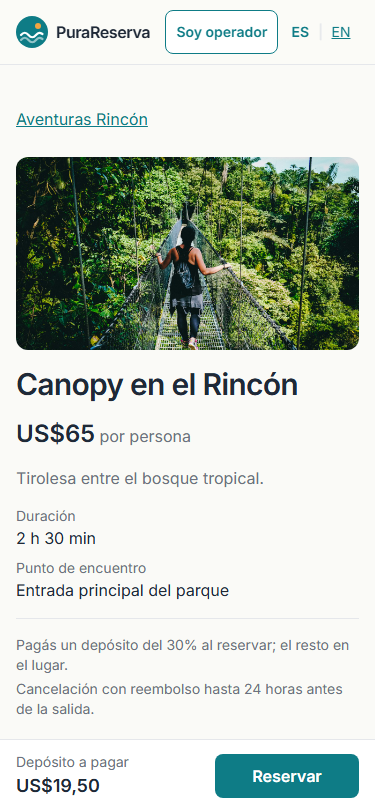 PuraReserva
Soy operador
ES
EN
Aventuras Rincón
Canopy en el Rincón
US$65 por persona
Tirolesa entre el bosque tropical.
Duración
2 h 30 min
Punto de encuentro
Entrada principal del parque
Pagás un depósito del 30% al reservar; el resto en
el lugar.
Cancelación con reembolso hasta 24 horas antes
de la salida.
Depósito a pagar
US$19,50
Reservar